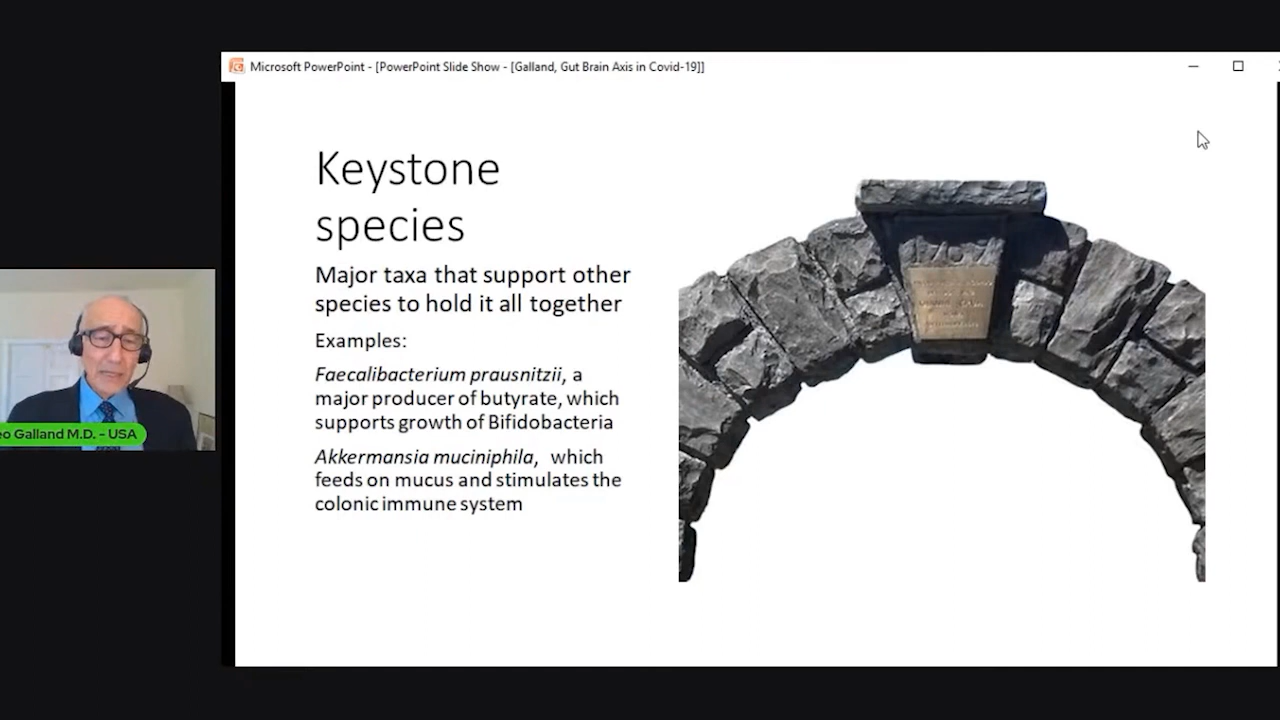 Microsoft PowerPoint - [PowerPoint Slide Show - [Galland, Gut Brain Axis in Covid-19]]
Keystone
species
Major taxa that support other
species to hold it all together
Examples:
Faecalibacterium prausnitzii, a
major producer of butyrate, which
supports growth of Bifidobacteria
Akkermansia muciniphila, which
feeds on mucus and stimulates the
colonic immune system
eo Galland M.D. - USA